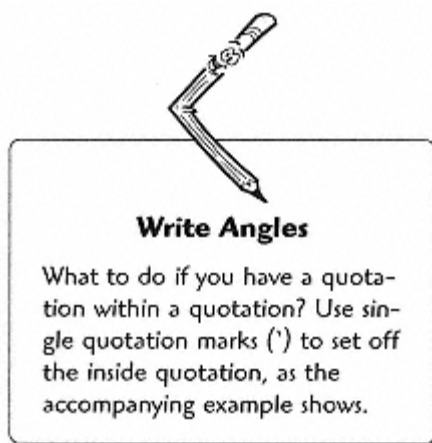 Write Angles
What to do if you have a quota-
tion within a quotation? Use sin-
gle quotation marks (') to set off
the inside quotation, as the
accompanying example shows.